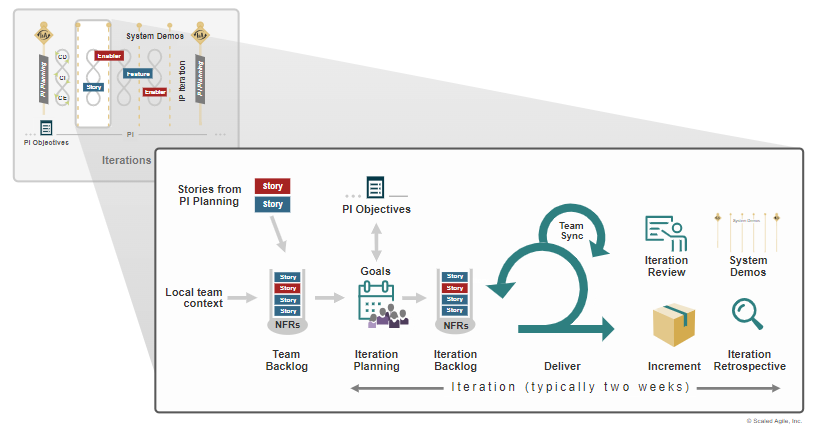 System Demos
Enabler
PI Planning
CD
CI
CE
Feature
Story
Enabler
IP Iteration
PI Planning
PI
PI Objectives
Iterations
Stories from
PI Planning
Story
Story
PI Objectives
Team
Sync
Iteration
Review
System Demos
System
Demos
Local team
context
Story
Story
Story
Story
NFRs
Goals
Story
Story
Story
Story
NFRs
Team
Backlog
Iteration
Planning
Iteration
Backlog
Deliver
Increment
Iteration
Retrospective
Iteration (typically two weeks)
© Scaled Agile, Inc.